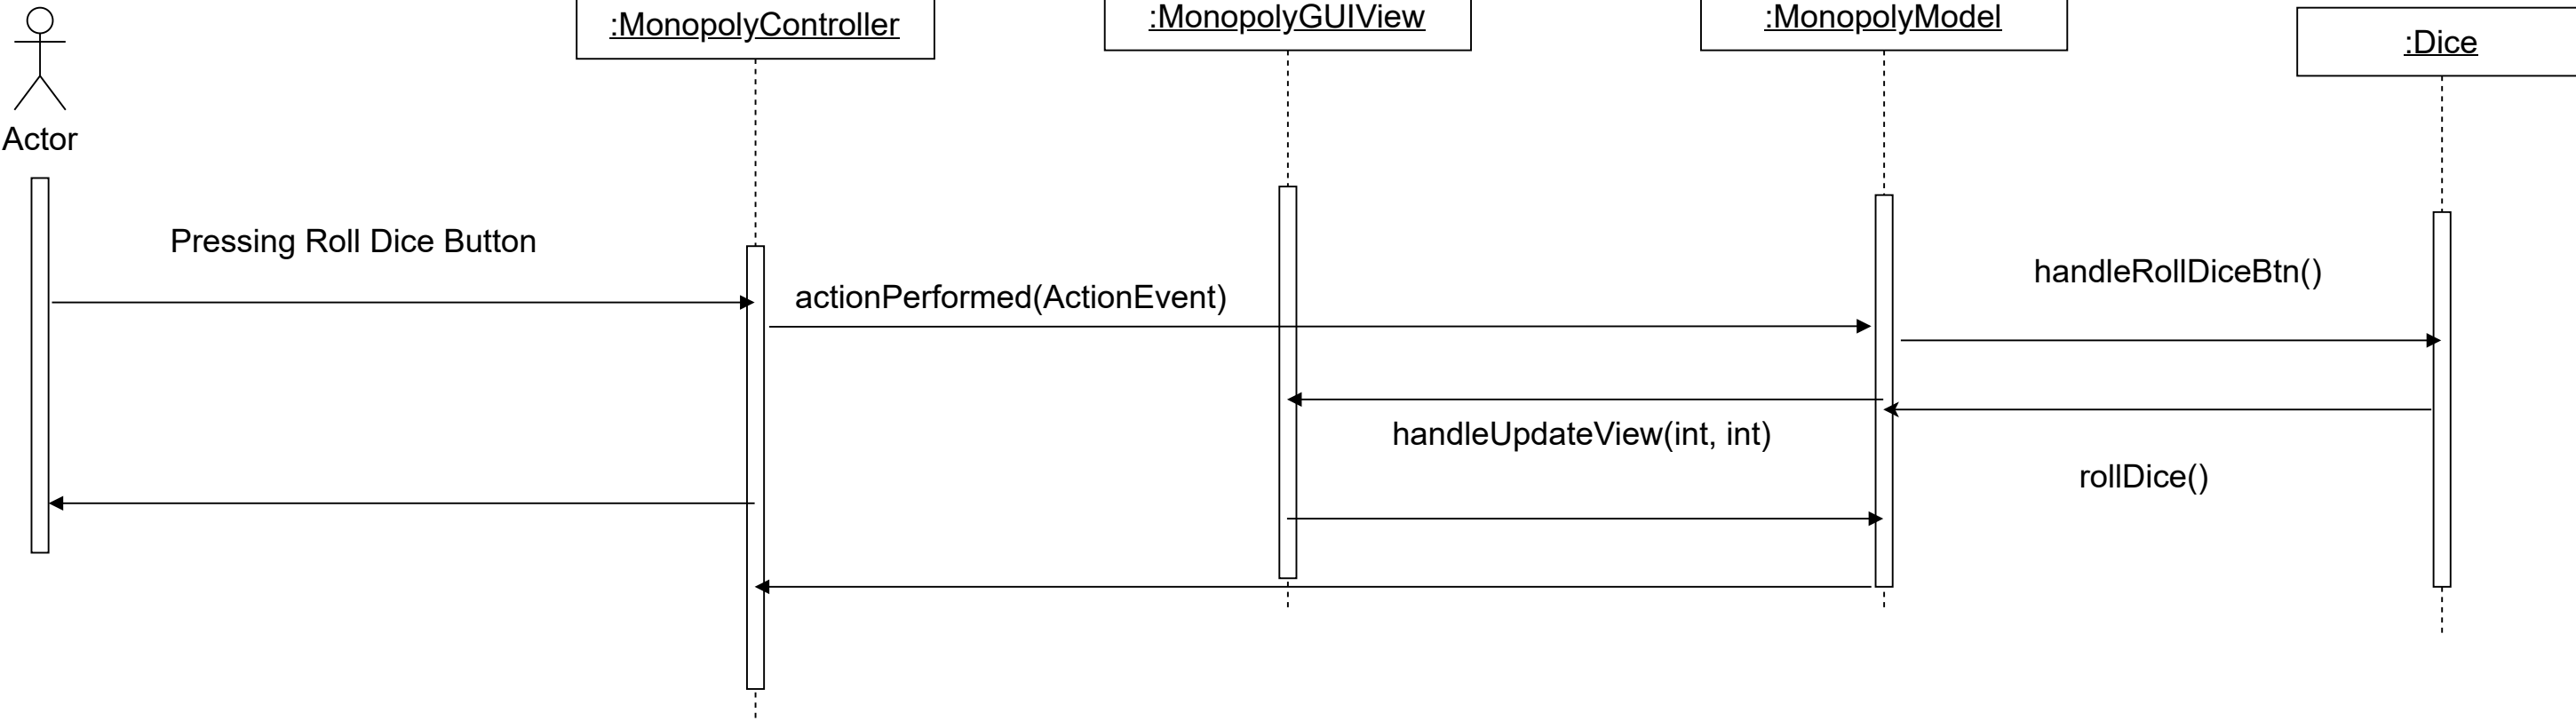 :MonopolyController
:MonopolyGUIView
:MonopolyModel
:Dice
Actor
Pressing Roll Dice Button
actionPerformed(ActionEvent)
handleRollDiceBtn()
handleUpdateView(int, int)
rollDice()